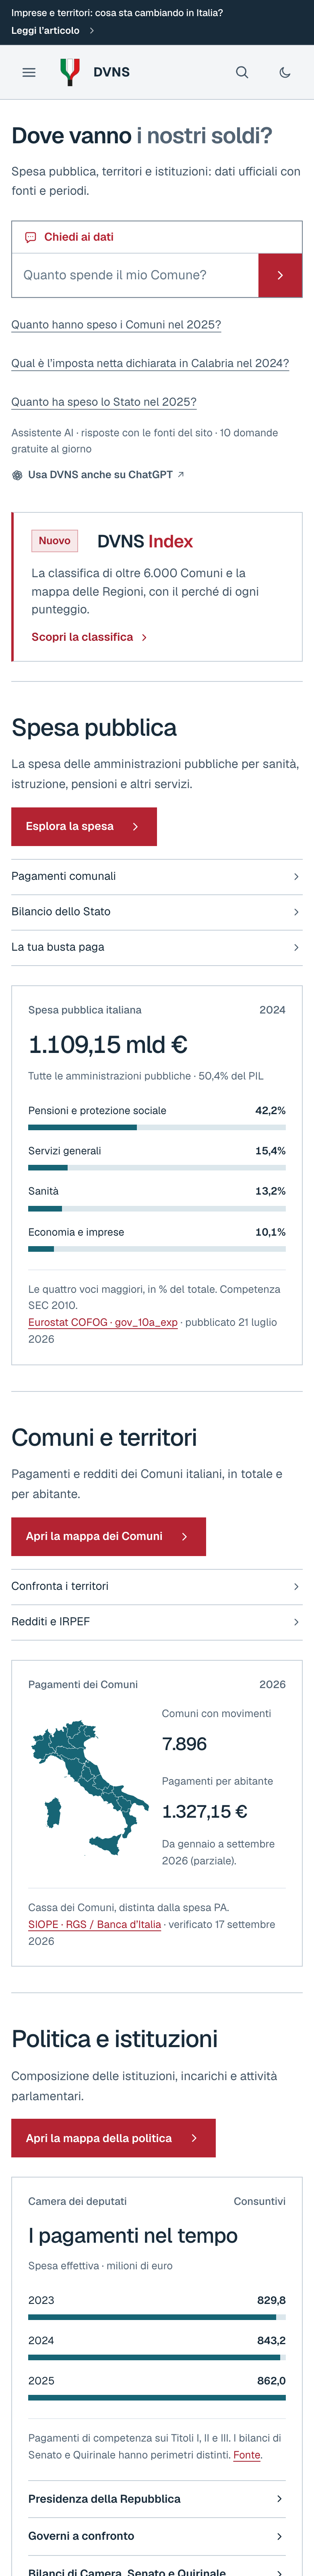 Imprese e territori: cosa sta cambiando in Italia?
Leggi l'articolo
DVNS
Dove vanno i nostri soldi?
Spesa pubblica, territori e istituzioni: dati ufficiali con
fonti e periodi.
Chiedi ai dati
Quanto spende il mio Comune?
Quanto hanno speso i Comuni nel 2025?
Qual è l'imposta netta dichiarata in Calabria nel 2024?
Quanto ha speso lo Stato nel 2025?
Assistente AI · risposte con le fonti del sito · 10 domande
gratuite al giorno
Usa DVNS anche su ChatGPT ↗
Nuovo
DVNS Index
La classifica di oltre 6.000 Comuni e la
mappa delle Regioni, con il perché di ogni
punteggio.
Scopri la classifica
Spesa pubblica
La spesa delle amministrazioni pubbliche per sanità,
istruzione, pensioni e altri servizi.
Esplora la spesa
Pagamenti comunali
Bilancio dello Stato
La tua busta paga
Spesa pubblica italiana 2024
1.109,15 mld €
Tutte le amministrazioni pubbliche · 50,4% del PIL
Pensioni e protezione sociale 42,2%
Servizi generali 15,4%
Sanità 13,2%
Economia e imprese 10,1%
Le quattro voci maggiori, in % del totale. Competenza
SEC 2010.
Eurostat COFOG · gov_10a_exp · pubblicato 21 luglio
2026
Comuni e territori
Pagamenti e redditi dei Comuni italiani, in totale e
per abitante.
Apri la mappa dei Comuni
Confronta i territori
Redditi e IRPEF
Pagamenti dei Comuni 2026
Comuni con movimenti
7.896
Pagamenti per abitante
1.327,15 €
Da gennaio a settembre
2026 (parziale).
Cassa dei Comuni, distinta dalla spesa PA.
SIOPE · RGS / Banca d'Italia · verificato 17 settembre
2026
Politica e istituzioni
Composizione delle istituzioni, incarichi e attività
parlamentari.
Apri la mappa della politica
Camera dei deputati Consuntivi
I pagamenti nel tempo
Spesa effettiva · milioni di euro
2023 829,8
2024 843,2
2025 862,0
Pagamenti di competenza sui Titoli I, II e III. I bilanci di
Senato e Quirinale hanno perimetri distinti. Fonte.
Presidenza della Repubblica
Governi a confronto
Bilanci di Camera, Senato e Quirinale